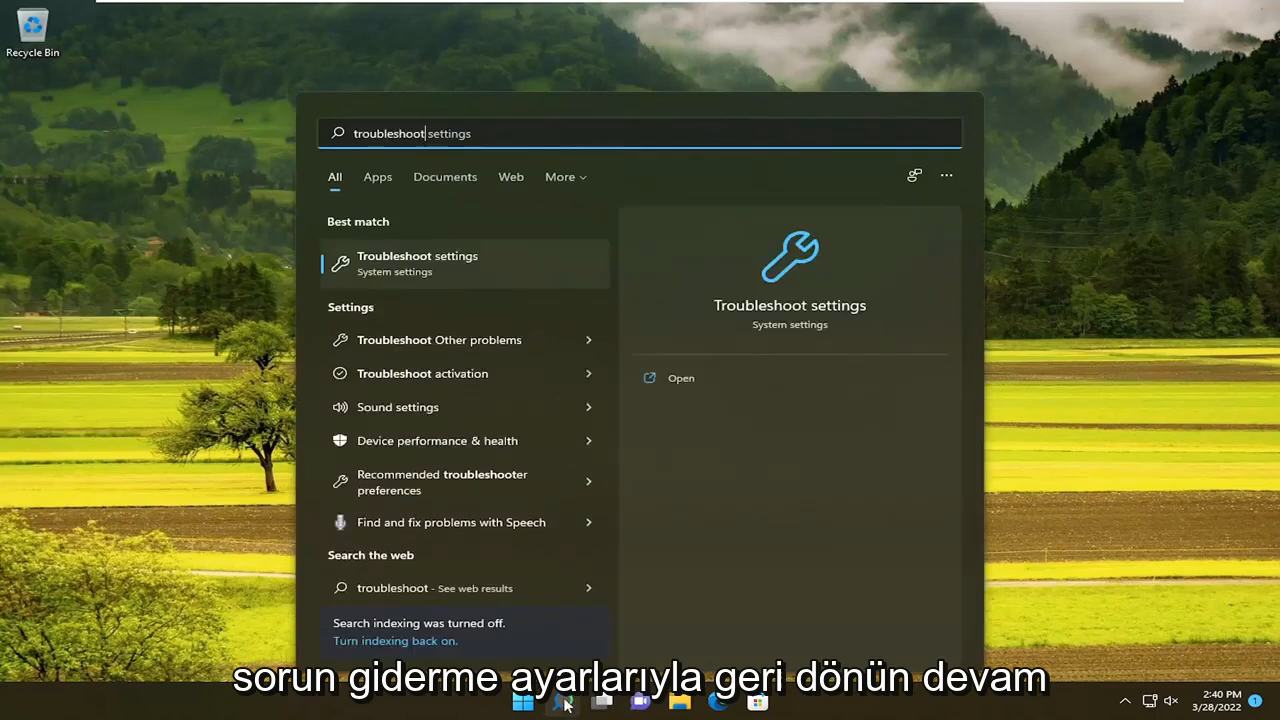 Recycle Bin
troubleshoot settings
All Apps Documents Web More
Best match
Troubleshoot settings
System settings
Settings
Troubleshoot Other problems
Troubleshoot activation
Sound settings
Device performance & health
Recommended troubleshooter
preferences
Find and fix problems with Speech
Search the web
troubleshoot - See web results
Search indexing was turned off.
Turn indexing back on.
Troubleshoot settings
System settings
Open
sorun giderme ayarlarıyla geri dönün devam
2:40 PM
3/28/2022
1